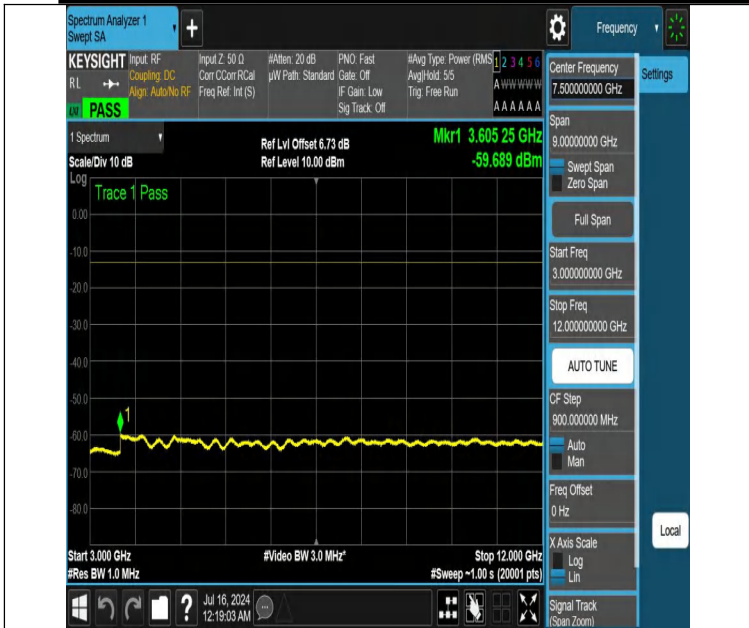 Spectrum Analyzer 1
Swept SA
Frequency
KEYSIGHT
RL
LXI PASS
Input: RF
Coupling: DC
Align: Auto/No RF
Input Z: 50 Ω
Corr CCorr RCal
Freq Ref: Int (S)
#Atten: 20 dB
µW Path: Standard
PNO: Fast
Gate: Off
IF Gain: Low
Sig Track: Off
#Avg Type: Power (RMS
Avg|Hold: 5/5
Trig: Free Run
1 2 3 4 5 6
A W W W W W
A A A A A A
1 Spectrum
Scale/Div 10 dB
Ref Lvl Offset 6.73 dB
Ref Level 10.00 dBm
Mkr1 3.605 25 GHz
-59.689 dBm
Log
Trace 1 Pass
0.00
-10.0
-20.0
-30.0
-40.0
-50.0
-60.0
-70.0
-80.0
1
Start 3.000 GHz
#Res BW 1.0 MHz
#Video BW 3.0 MHz*
Stop 12.000 GHz
#Sweep ~1.00 s (20001 pts)
Jul 16, 2024
12:19:03 AM
Center Frequency
7.500000000 GHz
Settings
Span
9.00000000 GHz
Swept Span
Zero Span
Full Span
Start Freq
3.000000000 GHz
Stop Freq
12.000000000 GHz
AUTO TUNE
CF Step
900.000000 MHz
Auto
Man
Freq Offset
0 Hz
X Axis Scale
Log
Lin
Local
Signal Track
(Span Zoom)